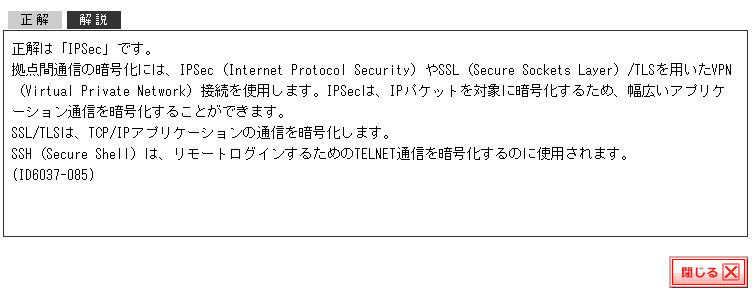 正解 解説
正解は「IPSec」です。
拠点間通信の暗号化には、IPSec（Internet Protocol Security）やSSL（Secure Sockets Layer）/TLSを用いたVPN
（Virtual Private Network）接続を使用します。IPSecは、IPパケットを対象に暗号化するため、幅広いアプリケ
ーション通信を暗号化することができます。
SSL/TLSは、TCP/IPアプリケーションの通信を暗号化します。
SSH（Secure Shell）は、リモートログインするためのTELNET通信を暗号化するのに使用されます。
(ID6037-085)
閉じる